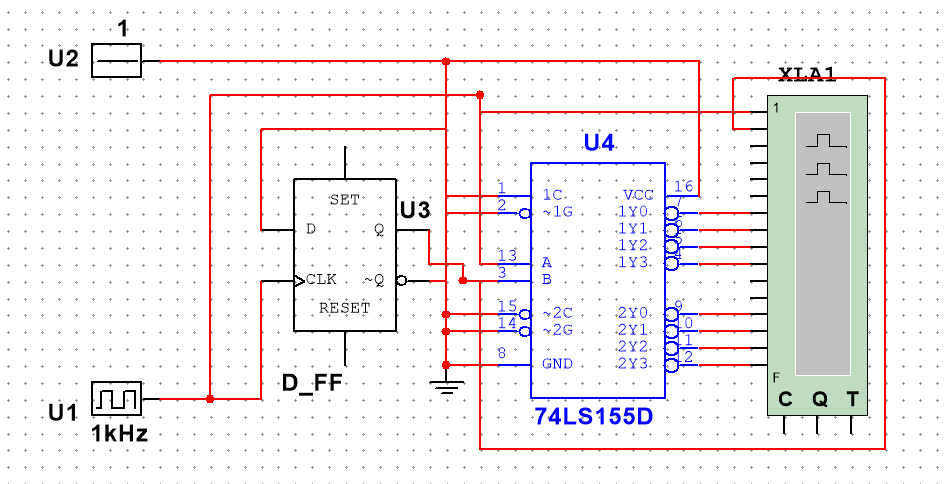 1
U2
XLA1
1
U4
SET
U3
D Q
CLK ~Q
RESET
D_FF
U1
1kHz
1 1C VCC 16
2 ~1G 1Y0 7
1Y1 6
1Y2 5
13 A 1Y3 4
3 B
15 ~2C 2Y0 9
14 ~2G 2Y1 0
2Y2 1
8 GND 2Y3 2
74LS155D
F
C Q T